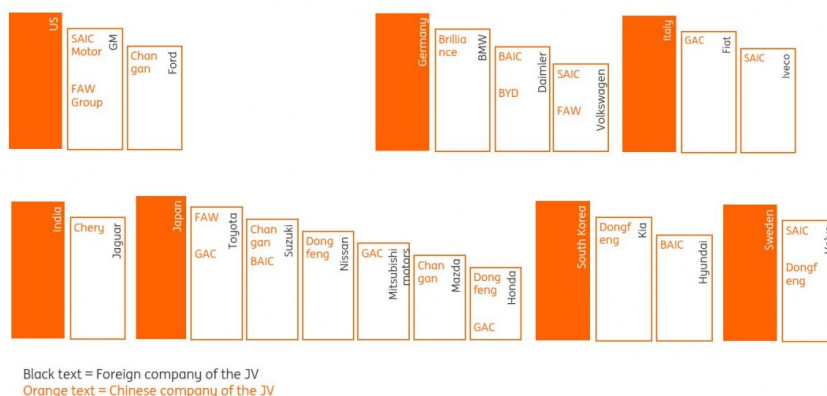 US
SAIC
Motor
FAW
Group
GM
Chan
gan
Ford
Germany
Brillia
nce
BMW
BAIC
BYD
Daimler
SAIC
FAW
Volkswagen
Italy
GAC
Fiat
SAIC
Iveco
India
Chery
Jaguar
Japan
FAW
GAC
Toyota
Chan
gan
BAIC
Suzuki
Dong
feng
Nissan
GAC
Mitsubishi
motors
Chan
gan
Mazda
Dong
feng
GAC
Honda
South Korea
Dongf
eng
Kia
BAIC
Hyundai
Sweden
SAIC
Dongf
eng
Black text = Foreign company of the JV
Orange text = Chinese company of the JV